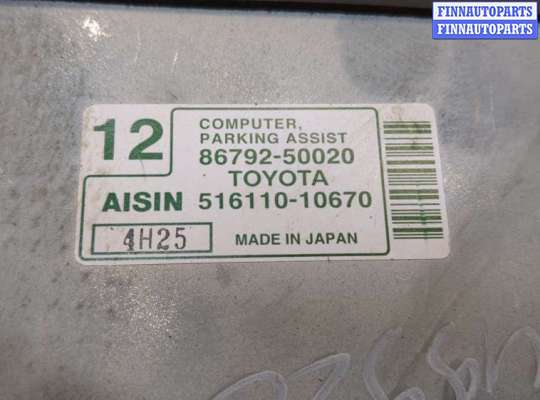 FINNAUTOPARTS
FINNAUTOPARTS
12
COMPUTER,
PARKING ASSIST
86792-50020
TOYOTA
AISIN 516110-10670
4H25
MADE IN JAPAN